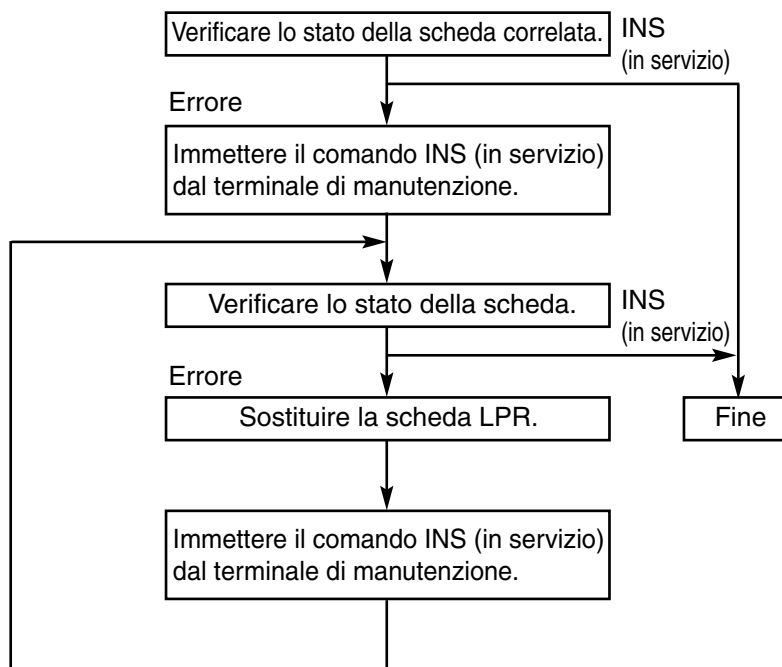 Verificare lo stato della scheda correlata.
INS
(in servizio)
Errore
Immettere il comando INS (in servizio)
dal terminale di manutenzione.
Verificare lo stato della scheda.
INS
(in servizio)
Errore
Sostituire la scheda LPR.
Fine
Immettere il comando INS (in servizio)
dal terminale di manutenzione.